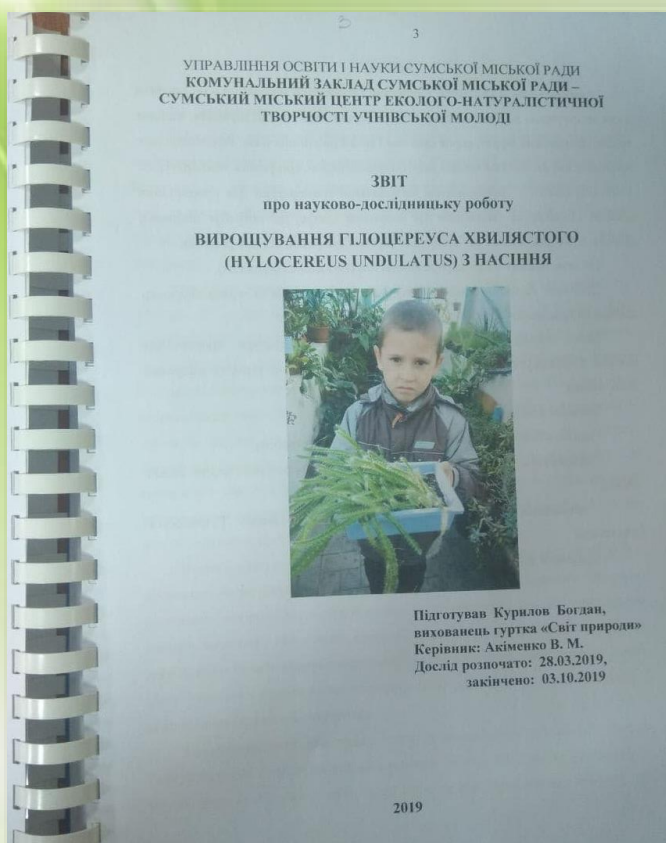 3
3
УПРАВЛІННЯ ОСВІТИ І НАУКИ СУМСЬКОЇ МІСЬКОЇ РАДИ
КОМУНАЛЬНИЙ ЗАКЛАД СУМСЬКОЇ МІСЬКОЇ РАДИ –
СУМСЬКИЙ МІСЬКИЙ ЦЕНТР ЕКОЛОГО-НАТУРАЛІСТИЧНОЇ
ТВОРЧОСТІ УЧНІВСЬКОЇ МОЛОДІ
ЗВІТ
про науково-дослідницьку роботу
ВИРОЩУВАННЯ ГІЛОЦЕРЕУСА ХВИЛЯСТОГО
(HYLOCEREUS UNDULATUS) З НАСІННЯ
Підготував Курилов Богдан,
вихованець гуртка «Світ природи»
Керівник: Акіменко В. М.
Дослід розпочато: 28.03.2019,
закінчено: 03.10.2019
2019